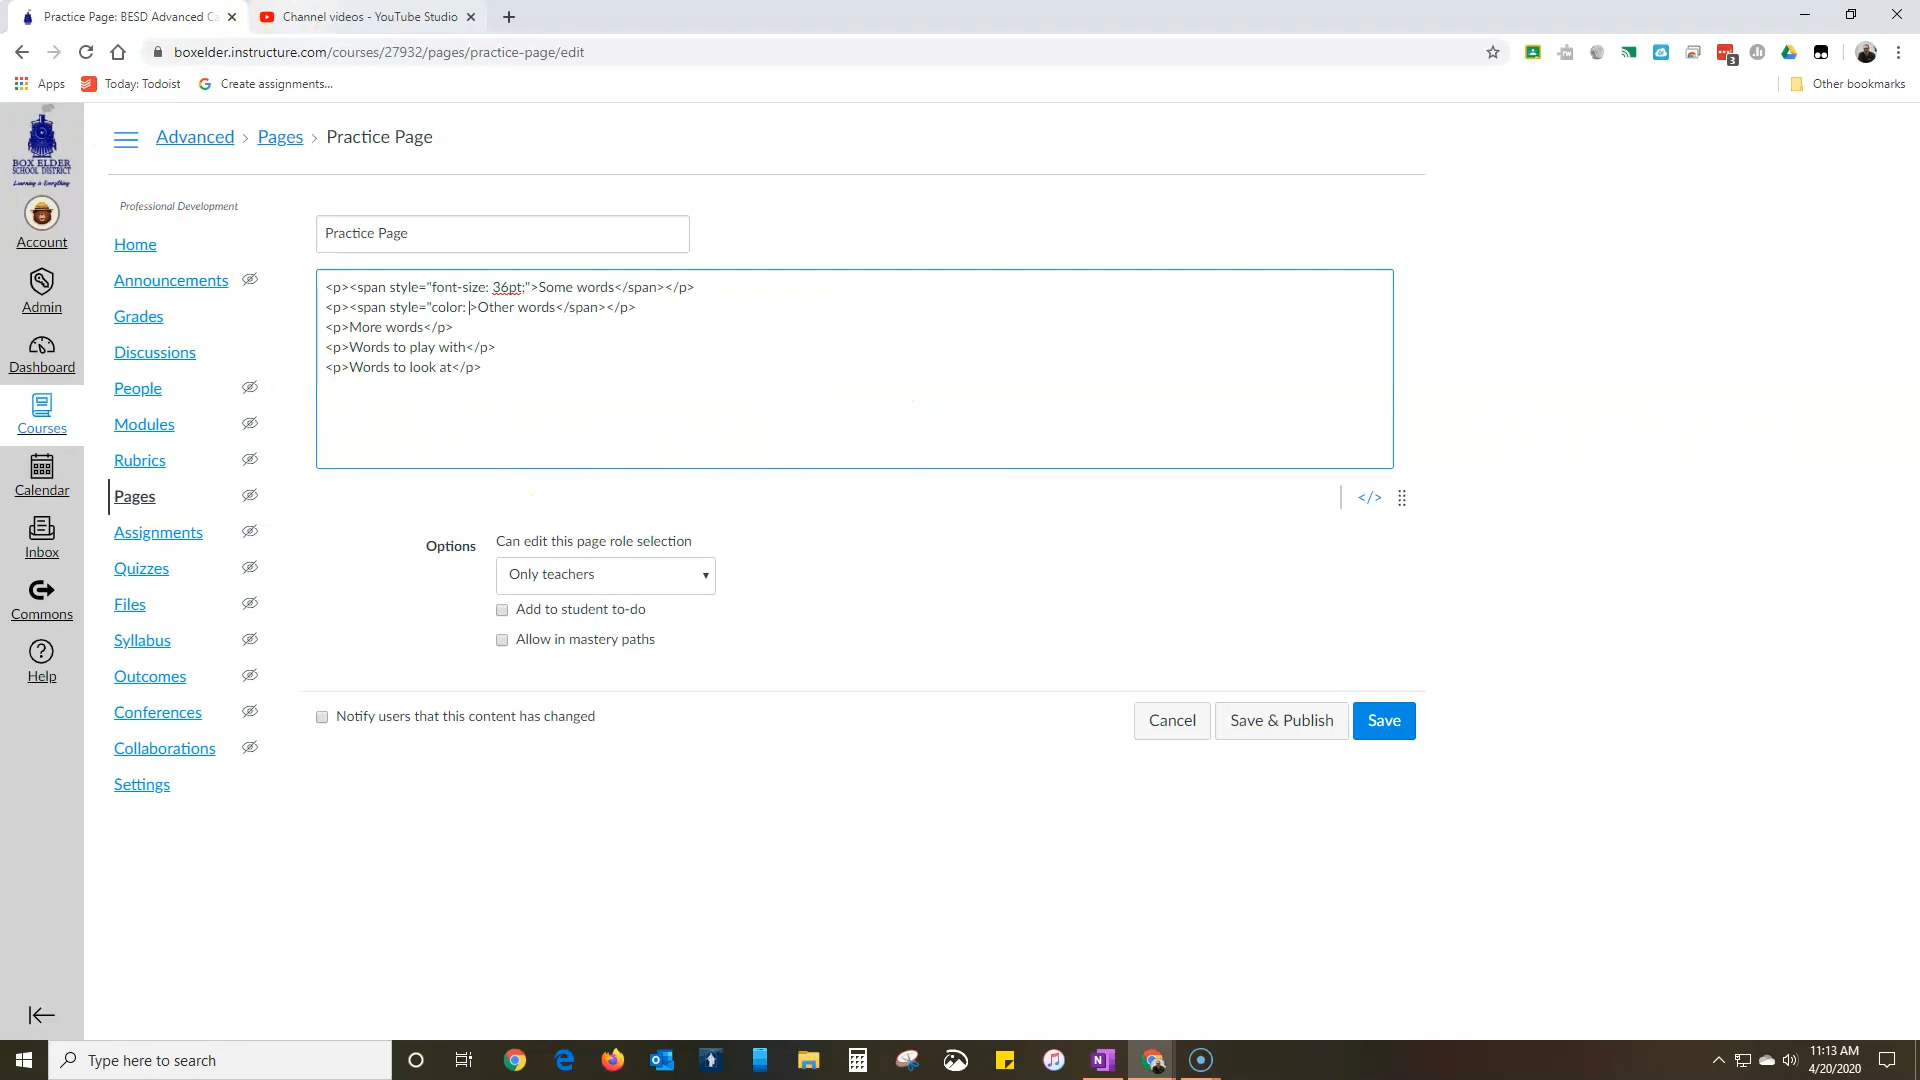 Practice Page: BESD Advanced Ca
Channel videos - YouTube Studio
boxelder.instructure.com/courses/27932/pages/practice-page/edit
3
Apps
Today: Todoist
Create assignments...
Other bookmarks
BOX ELDER
SCHOOL DISTRICT
Learning is Everything
Account
Admin
Dashboard
Courses
Calendar
Inbox
Commons
Help
Advanced › Pages › Practice Page
Professional Development
Home
Announcements
Grades
Discussions
People
Modules
Rubrics
Pages
Assignments
Quizzes
Files
Syllabus
Outcomes
Conferences
Collaborations
Settings
Practice Page
<p><span style="font-size: 36pt;">Some words</span></p>
<p><span style="color: >Other words</span></p>
<p>More words</p>
<p>Words to play with</p>
<p>Words to look at</p>
</>
Options
Can edit this page role selection
Only teachers
Add to student to-do
Allow in mastery paths
Notify users that this content has changed
Cancel
Save & Publish
Save
Type here to search
11:13 AM
4/20/2020